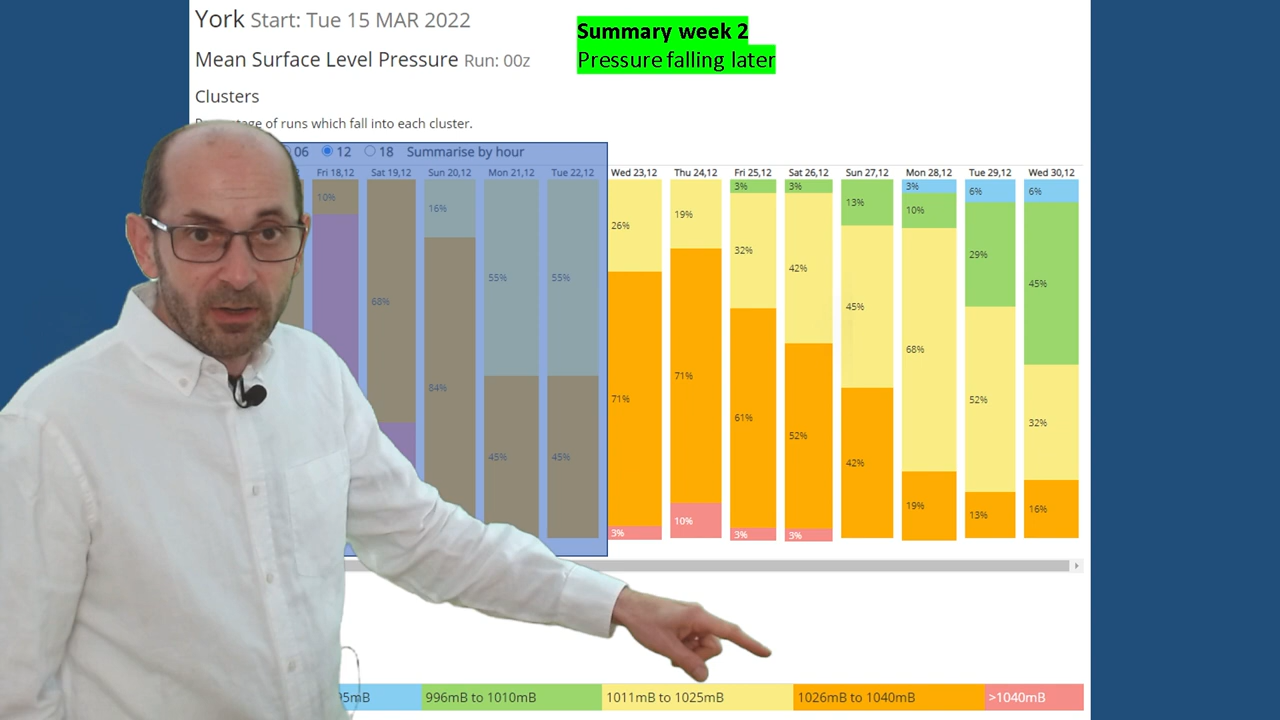 York Start: Tue 15 MAR 2022
Summary week 2
Mean Surface Level Pressure Run: 00z
Pressure falling later
Clusters
of runs which fall into each cluster.
06 12 18 Summarise by hour
Fri 18,12 Sat 19,12 Sun 20,12 Mon 21,12 Tue 22,12 Wed 23,12 Thu 24,12 Fri 25,12 Sat 26,12 Sun 27,12 Mon 28,12 Tue 29,12 Wed 30,12
10% 68% 16% 84% 55% 45% 55% 45% 26% 71% 3% 19% 71% 10% 3% 32% 61% 3% 3% 42% 52% 3% 13% 45% 42% 3% 10% 68% 19% 6% 29% 52% 13% 6% 45% 32% 16%
996mB to 1010mB 1011mB to 1025mB 1026mB to 1040mB >1040mB